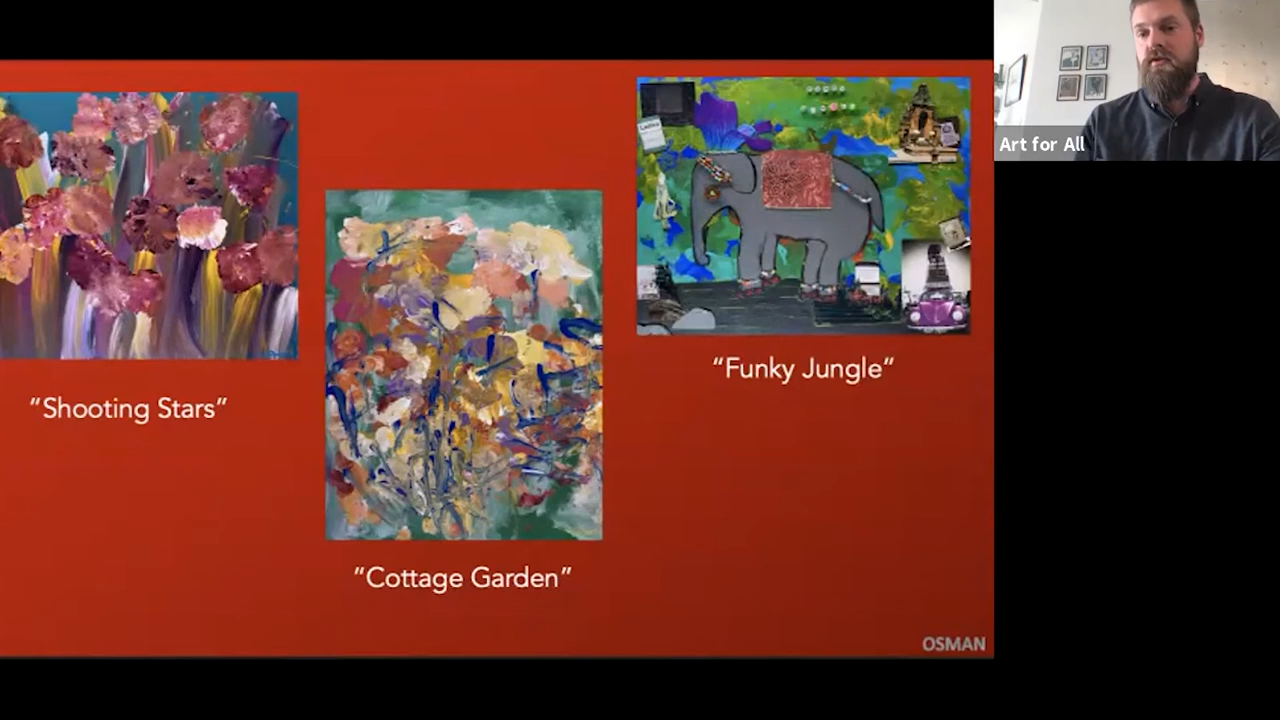 Art for All
“Shooting Stars”
“Cottage Garden”
“Funky Jungle”
OSMAN